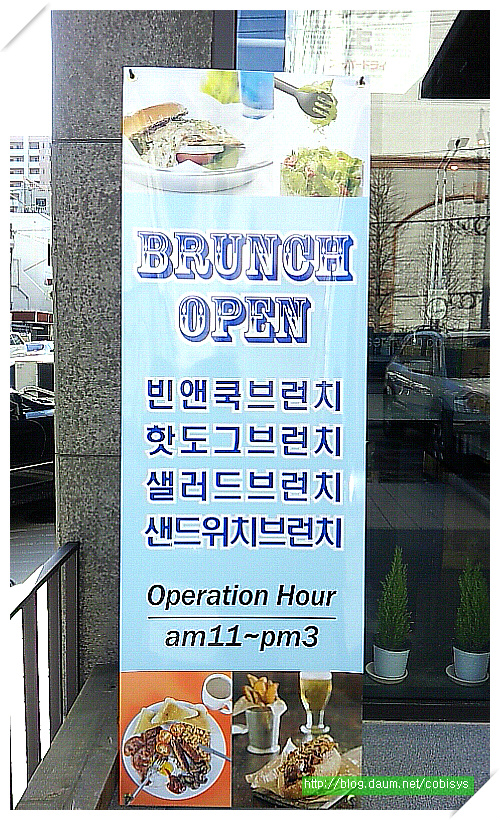 BRUNCH
OPEN
빈앤쿡브런치
핫도그브런치
샐러드브런치
샌드위치브런치
Operation Hour
am11~pm3
http://blog.daum.net/cobisys